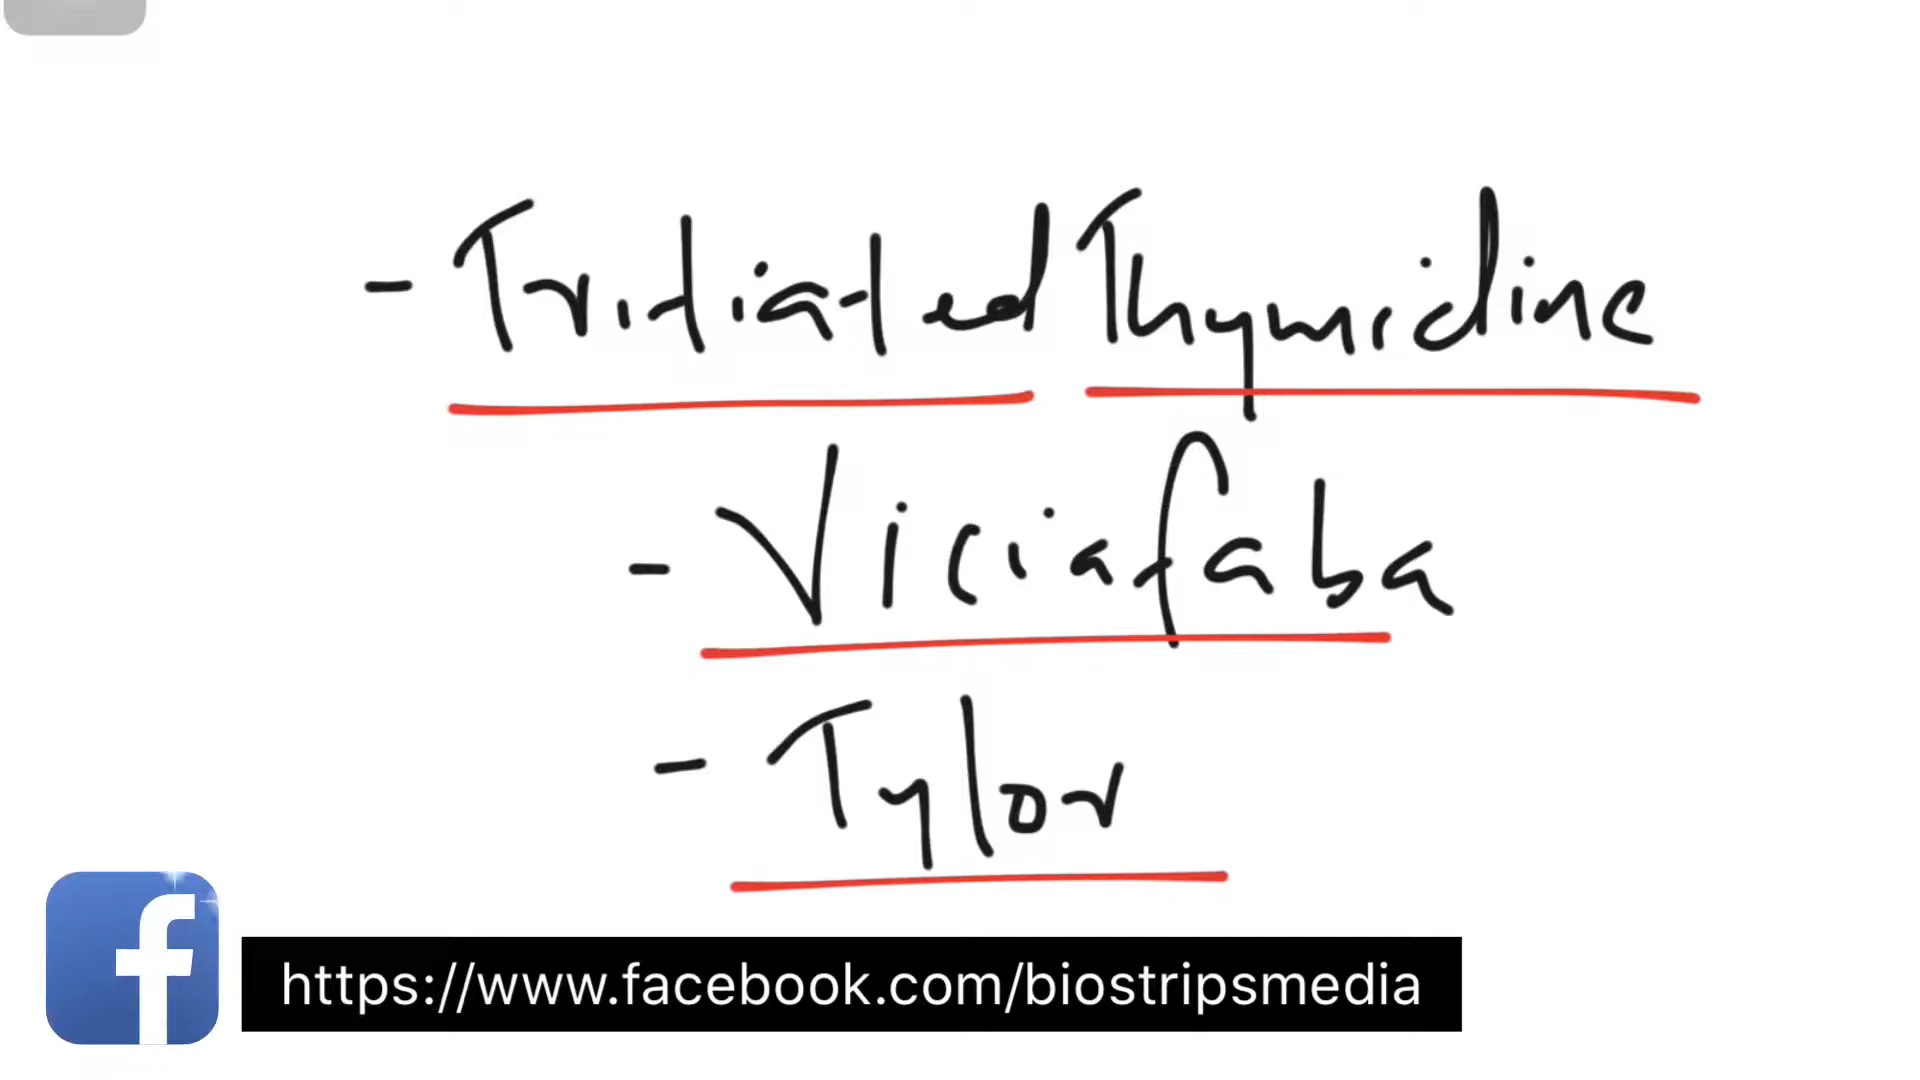 - Tritiated Thymidine
- Viciafaba
- Tylor
https://www.facebook.com/biostripsmedia